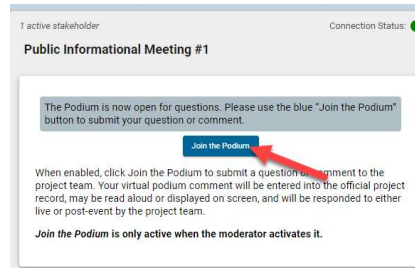 1 active stakeholder Connection Status:
Public Informational Meeting #1
The Podium is now open for questions. Please use the blue "Join the Podium"
button to submit your question or comment.
Join the Podium
When enabled, click Join the Podium to submit a question or comment to the
project team. Your virtual podium comment will be entered into the official project
record, may be read aloud or displayed on screen, and will be responded to either
live or post-event by the project team.
Join the Podium is only active when the moderator activates it.